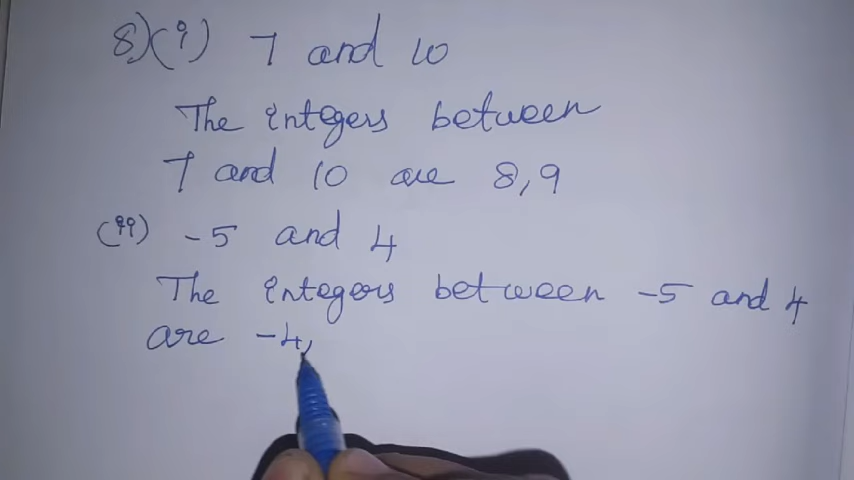 8)(i) 7 and 10
The integers between
7 and 10 are 8,9
(ii) -5 and 4
The integers between -5 and 4
are -4,